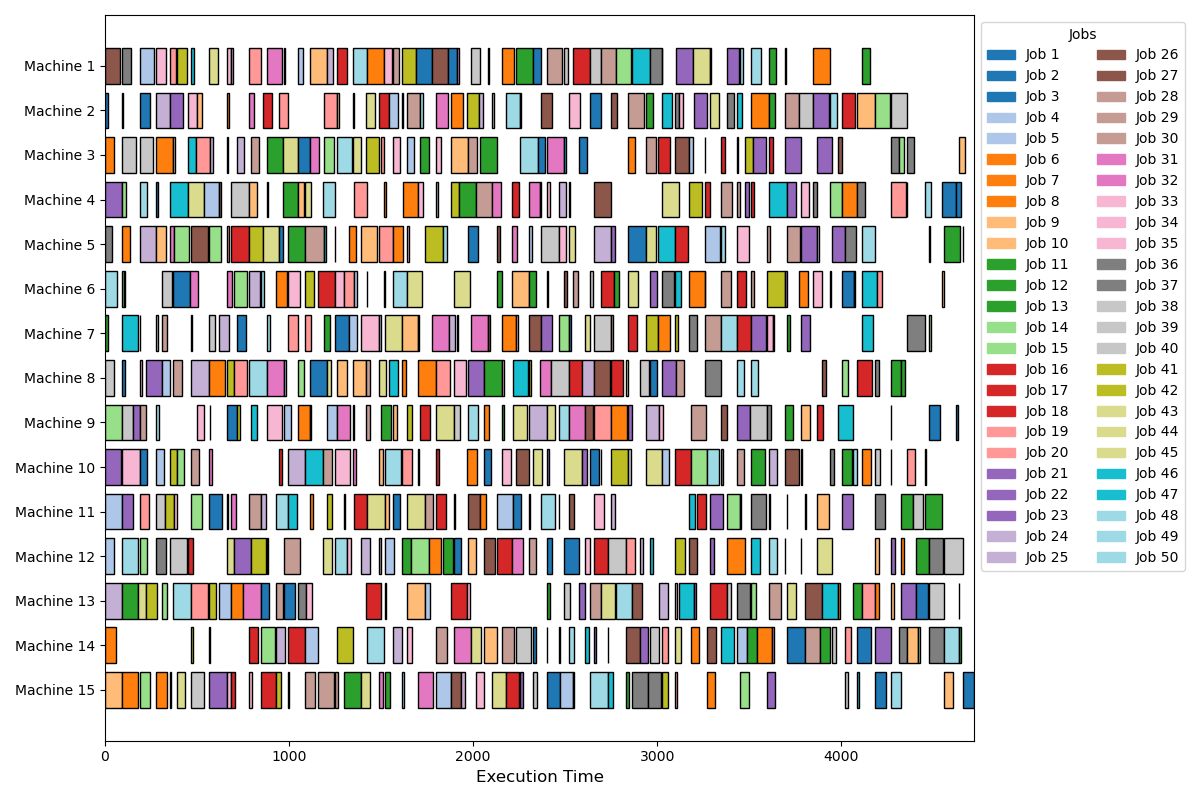 Machine 1
Machine 2
Machine 3
Machine 4
Machine 5
Machine 6
Machine 7
Machine 8
Machine 9
Machine 10
Machine 11
Machine 12
Machine 13
Machine 14
Machine 15
0 1000 2000 3000 4000
Execution Time
Jobs
Job 1 Job 26
Job 2 Job 27
Job 3 Job 28
Job 4 Job 29
Job 5 Job 30
Job 6 Job 31
Job 7 Job 32
Job 8 Job 33
Job 9 Job 34
Job 10 Job 35
Job 11 Job 36
Job 12 Job 37
Job 13 Job 38
Job 14 Job 39
Job 15 Job 40
Job 16 Job 41
Job 17 Job 42
Job 18 Job 43
Job 19 Job 44
Job 20 Job 45
Job 21 Job 46
Job 22 Job 47
Job 23 Job 48
Job 24 Job 49
Job 25 Job 50